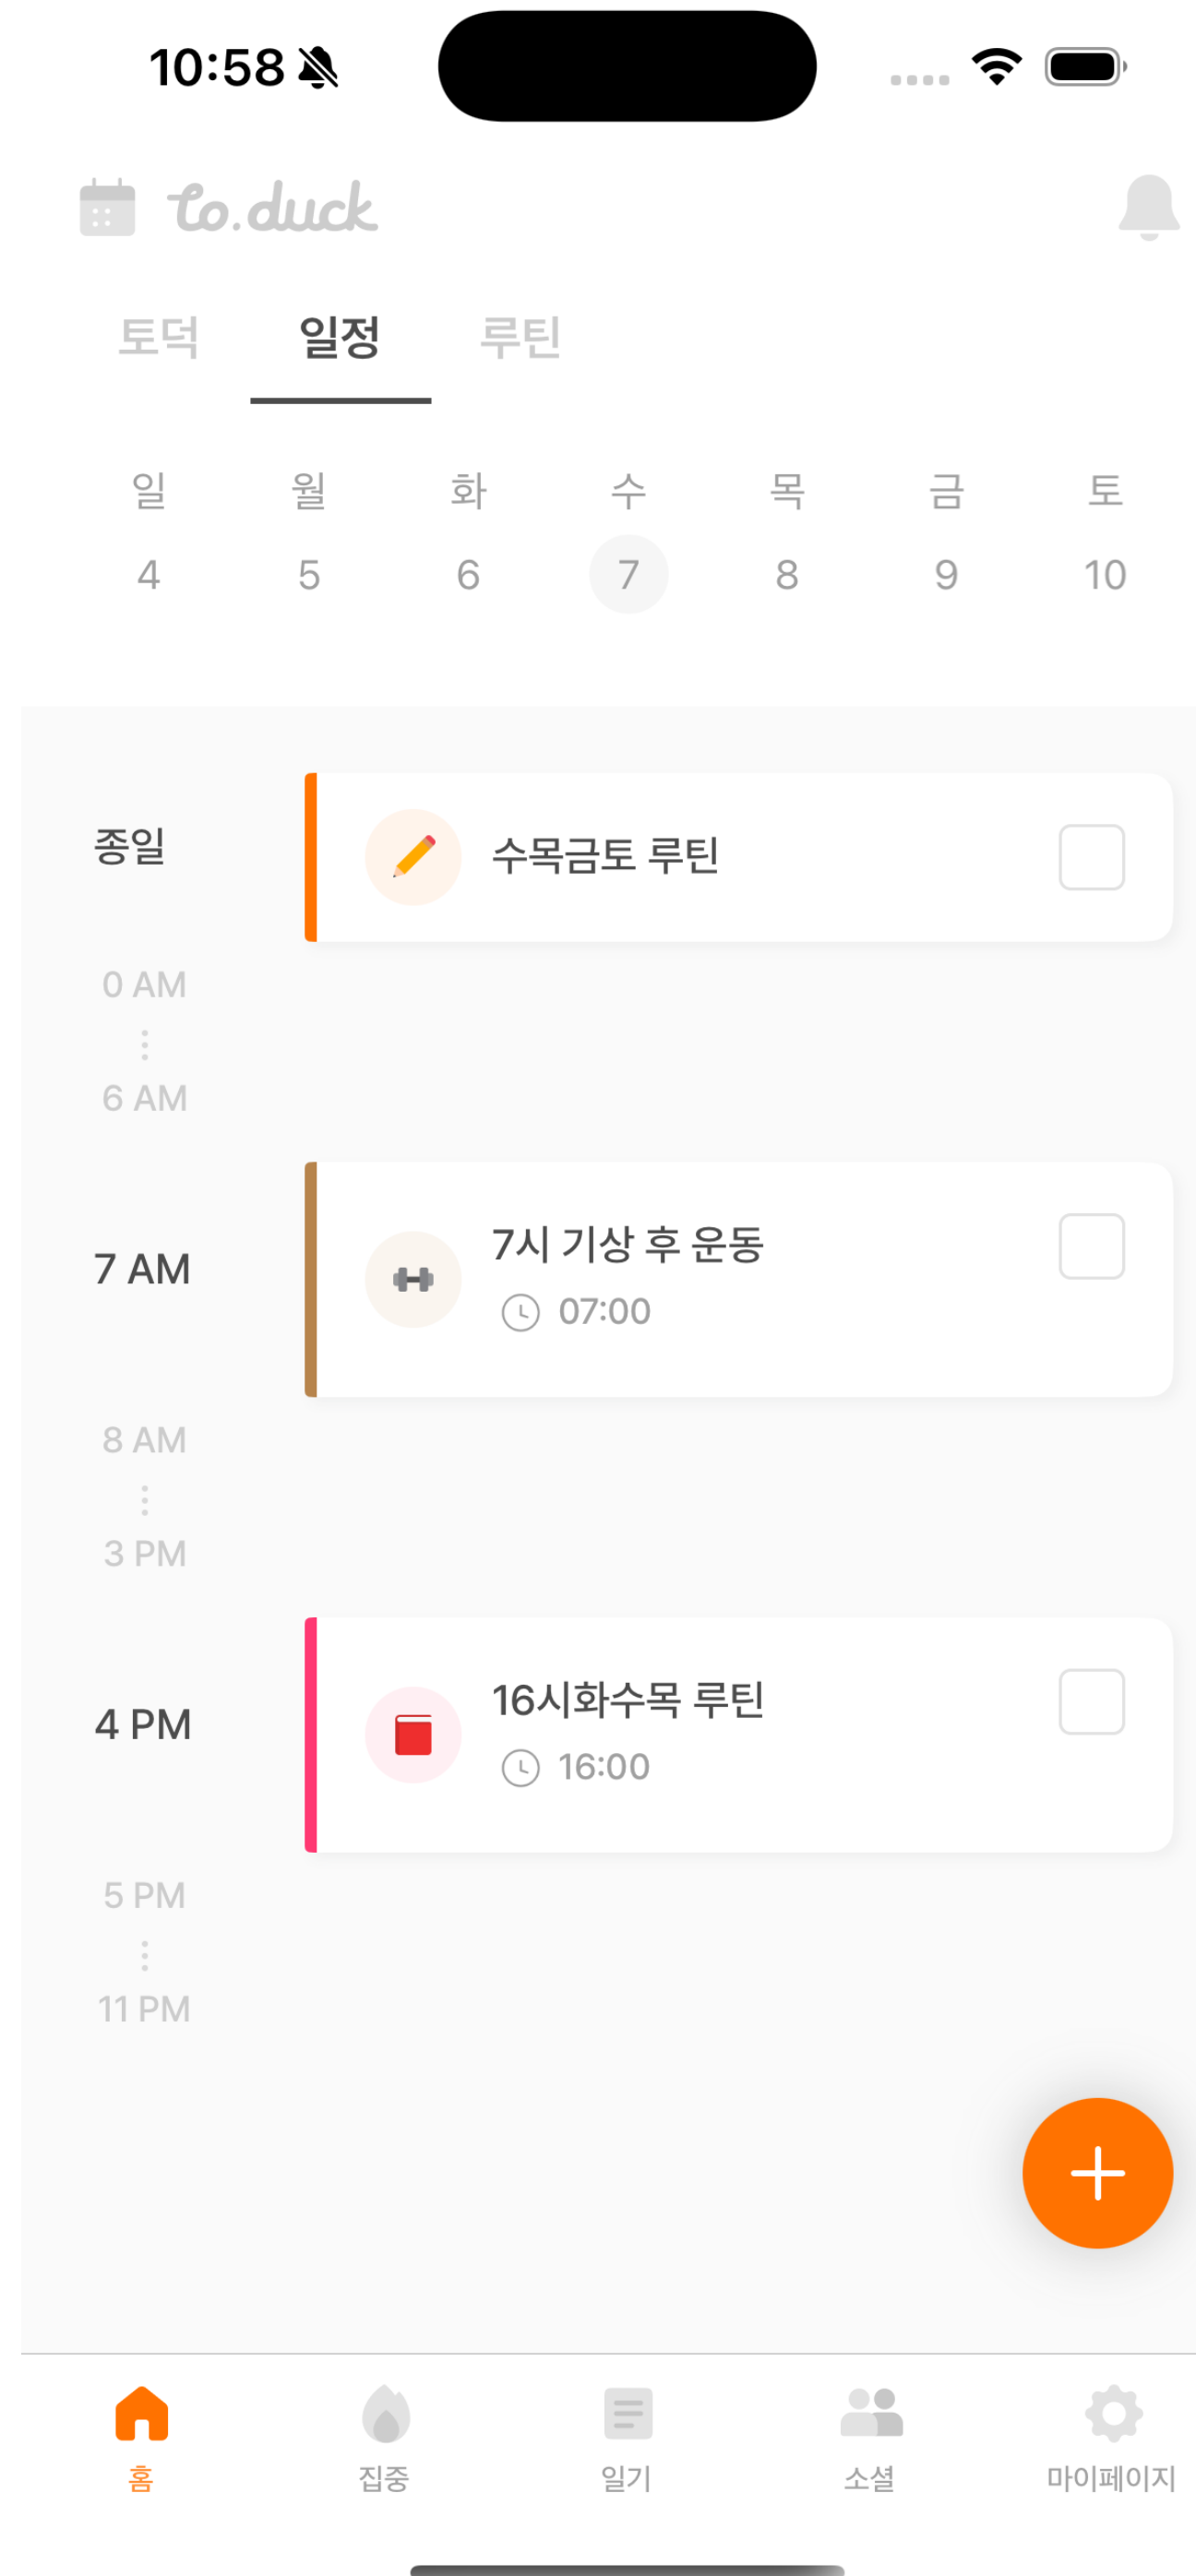 10:58
to.duck
토덕 일정 루틴
일 월 화 수 목 금 토
4 5 6 7 8 9 10
종일
수목금토 루틴
0 AM
6 AM
7 AM
7시 기상 후 운동
07:00
8 AM
3 PM
4 PM
16시화수목 루틴
16:00
5 PM
11 PM
홈 집중 일기 소셜 마이페이지